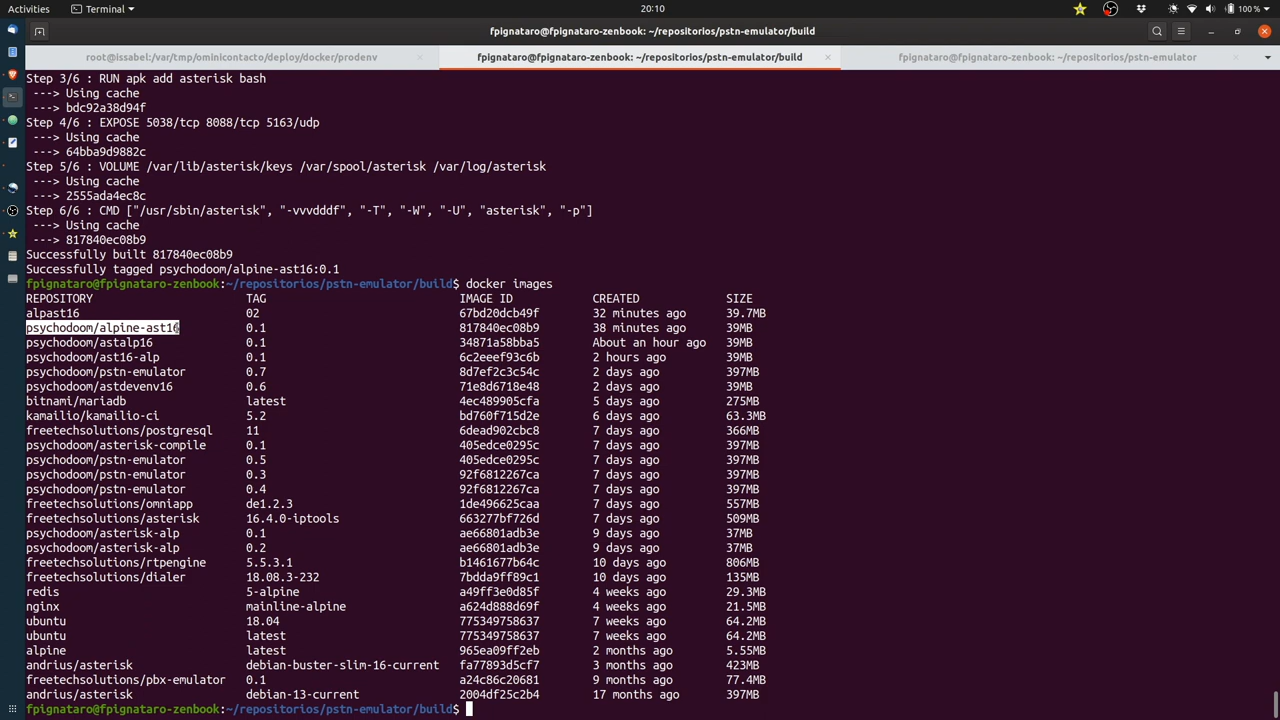 Activities Terminal 20:10 100 %
fpignataro@fpignataro-zenbook: ~/repositorios/pstn-emulator/build
root@issabel:/var/tmp/ominicontacto/deploy/docker/prodenv fpignataro@fpignataro-zenbook: ~/repositorios/pstn-emulator/build fpignataro@fpignataro-zenbook: ~/repositorios/pstn-emulator
Step 3/6 : RUN apk add asterisk bash
---> Using cache
---> bdc92a38d94f
Step 4/6 : EXPOSE 5038/tcp 8088/tcp 5163/udp
---> Using cache
---> 64bba9d9882c
Step 5/6 : VOLUME /var/lib/asterisk/keys /var/spool/asterisk /var/log/asterisk
---> Using cache
---> 2555ada4ec8c
Step 6/6 : CMD ["/usr/sbin/asterisk", "-vvvdddf", "-T", "-W", "-U", "asterisk", "-p"]
---> Using cache
---> 817840ec08b9
Successfully built 817840ec08b9
Successfully tagged psychodoom/alpine-ast16:0.1
fpignataro@fpignataro-zenbook:~/repositorios/pstn-emulator/build$ docker images
REPOSITORY TAG IMAGE ID CREATED SIZE
alpast16 02 67bd20dcb49f 32 minutes ago 39.7MB
psychodoom/alpine-ast16 0.1 817840ec08b9 38 minutes ago 39MB
psychodoom/astalp16 0.1 34871a58bba5 About an hour ago 39MB
psychodoom/ast16-alp 0.1 6c2eeef93c6b 2 hours ago 39MB
psychodoom/pstn-emulator 0.7 8d7ef2c3c54c 2 days ago 397MB
psychodoom/astdevenv16 0.6 71e8d6718e48 2 days ago 39MB
bitnami/mariadb latest 4ec489905cfa 5 days ago 275MB
kamailio/kamailio-ci 5.2 bd760f715d2e 6 days ago 63.3MB
freetechsolutions/postgresql 11 6dead902cbc8 7 days ago 366MB
psychodoom/asterisk-compile 0.1 405edce0295c 7 days ago 397MB
psychodoom/pstn-emulator 0.5 405edce0295c 7 days ago 397MB
psychodoom/pstn-emulator 0.3 92f6812267ca 7 days ago 397MB
psychodoom/pstn-emulator 0.4 92f6812267ca 7 days ago 397MB
freetechsolutions/omniapp de1.2.3 1de496625caa 7 days ago 557MB
freetechsolutions/asterisk 16.4.0-iptools 663277bf726d 7 days ago 509MB
psychodoom/asterisk-alp 0.1 ae66801adb3e 9 days ago 37MB
psychodoom/asterisk-alp 0.2 ae66801adb3e 9 days ago 37MB
freetechsolutions/rtpengine 5.5.3.1 b1461677b64c 10 days ago 806MB
freetechsolutions/dialer 18.08.3-232 7bdda9ff89c1 10 days ago 135MB
redis 5-alpine a49ff3e0d85f 4 weeks ago 29.3MB
nginx mainline-alpine a624d888d69f 4 weeks ago 21.5MB
ubuntu 18.04 775349758637 7 weeks ago 64.2MB
ubuntu latest 775349758637 7 weeks ago 64.2MB
alpine latest 965ea09ff2eb 2 months ago 5.55MB
andrius/asterisk debian-buster-slim-16-current fa77893d5cf7 3 months ago 423MB
freetechsolutions/pbx-emulator 0.1 a24c86c20681 9 months ago 77.4MB
andrius/asterisk debian-13-current 2004df25c2b4 17 months ago 397MB
fpignataro@fpignataro-zenbook:~/repositorios/pstn-emulator/build$